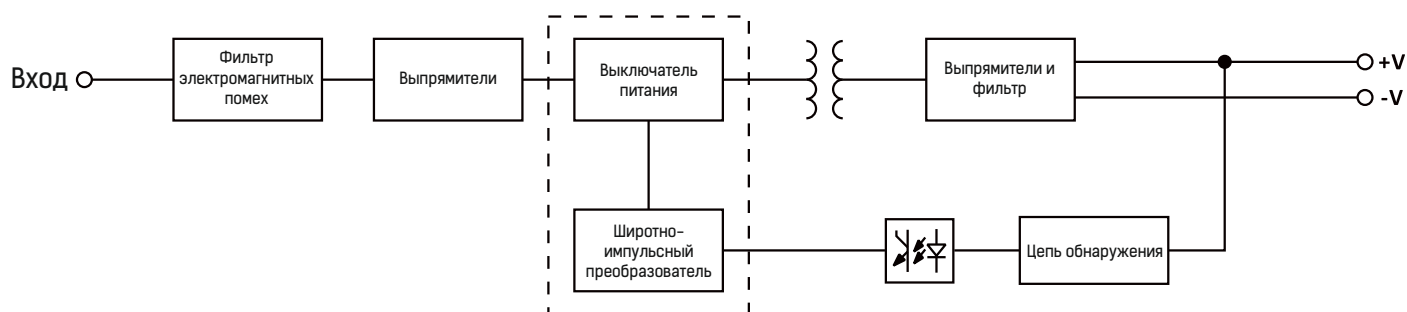 Вход
Фильтр
электромагнитных
помех
Выпрямители
Выключатель
питания
Выпрямители и
фильтр
+V
-V
Широтно-
импульсный
преобразователь
Цепь обнаружения